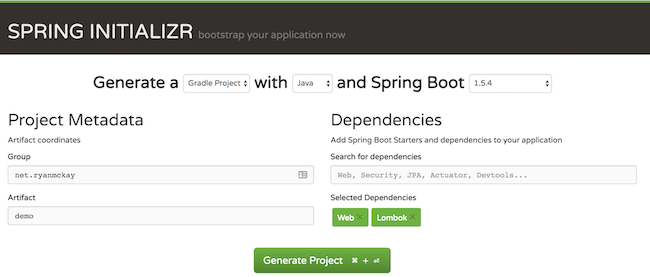 SPRING INITIALIZR bootstrap your application now
Generate a Gradle Project with Java and Spring Boot 1.5.4
Project Metadata
Artifact coordinates
Group
net.ryanmckay
Artifact
demo
Dependencies
Add Spring Boot Starters and dependencies to your application
Search for dependencies
Web, Security, JPA, Actuator, Devtools...
Selected Dependencies
Web × Lombok ×
Generate Project ⌘ + ⏎